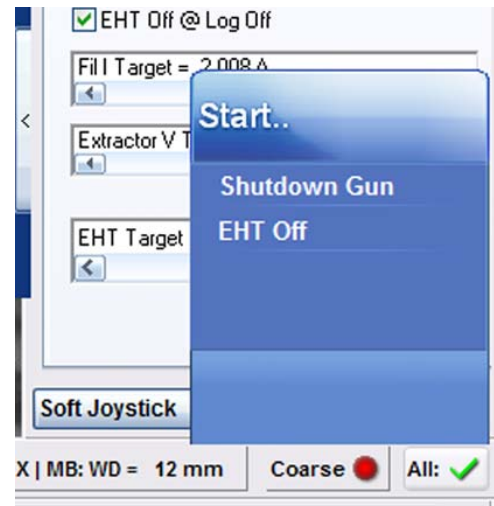 EHT Off @ Log Off
Fil I Target = 2.008 A
Start..
Extractor V T
Shutdown Gun
EHT Off
EHT Target
Soft Joystick
X | MB: WD = 12 mm Coarse All: